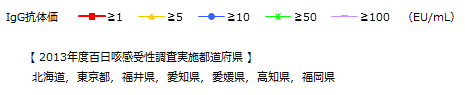 IgG抗体価 ≧1 ≧5 ≧10 ≧50 ≧100 (EU/mL)
【 2013年度百日咳感受性調査実施都道府県 】
北海道，東京都，福井県，愛知県，愛媛県，高知県，福岡県